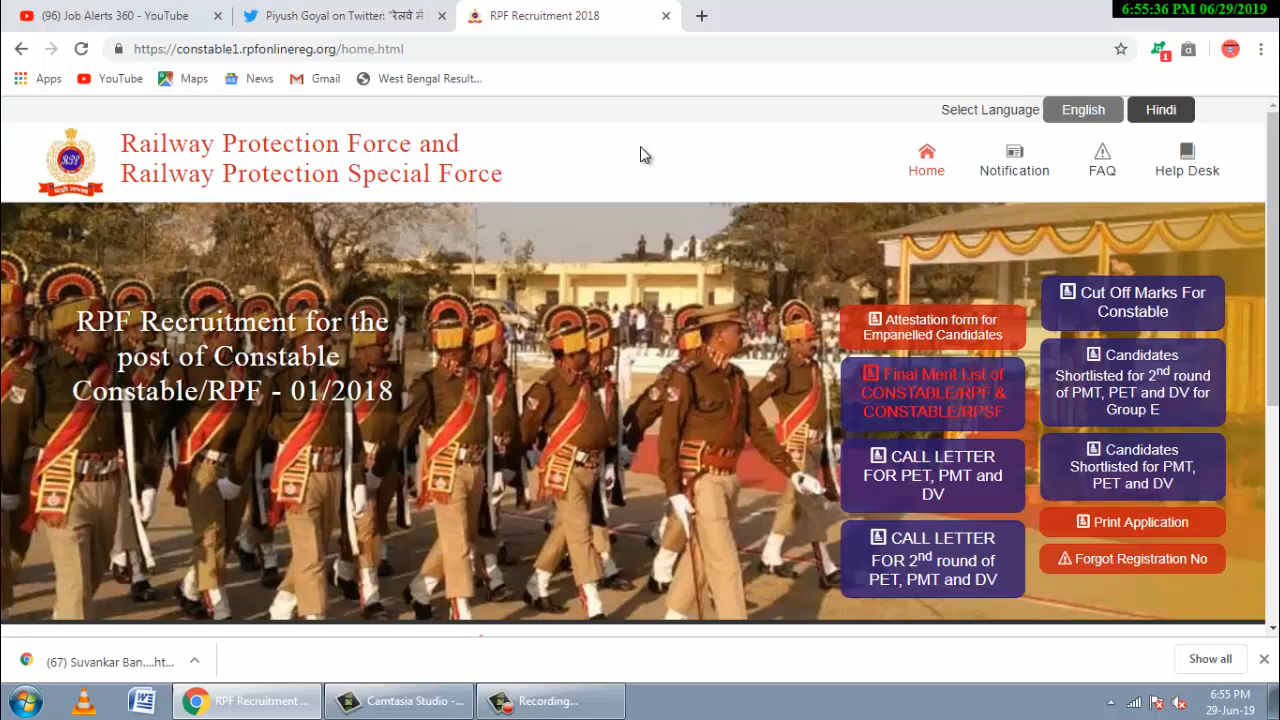 6:55:36 PM 06/29/2019
(96) Job Alerts 360 - YouTube
Piyush Goyal on Twitter: "रेलवे में
RPF Recruitment 2018
https://constable1.rpfonlinereg.org/home.html
Apps
YouTube
Maps
News
Gmail
West Bengal Result...
Select Language
English
Hindi
Railway Protection Force and
Railway Protection Special Force
Home
Notification
FAQ
Help Desk
RPF Recruitment for the
post of Constable
Constable/RPF - 01/2018
Attestation form for
Empanelled Candidates
Final Merit List of
CONSTABLE/RPF &
CONSTABLE/RPSF
CALL LETTER
FOR PET, PMT and
DV
CALL LETTER
FOR 2nd round of
PET, PMT and DV
Cut Off Marks For
Constable
Candidates
Shortlisted for 2nd round
of PMT, PET and DV for
Group E
Candidates
Shortlisted for PMT,
PET and DV
Print Application
Forgot Registration No
(67) Suvankar Ban....ht...
Show all
RPF Recruitment ...
Camtasia Studio -...
Recording...
6:55 PM
29-Jun-19